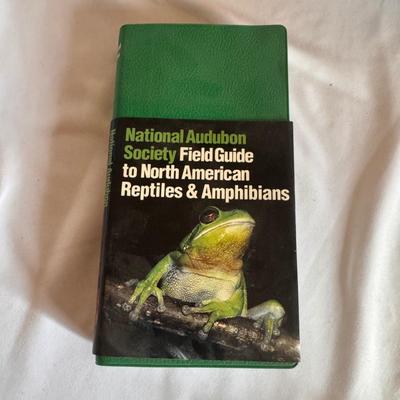 National Audubon
Society Field Guide
to North American
Reptiles & Amphibians
National Audubon